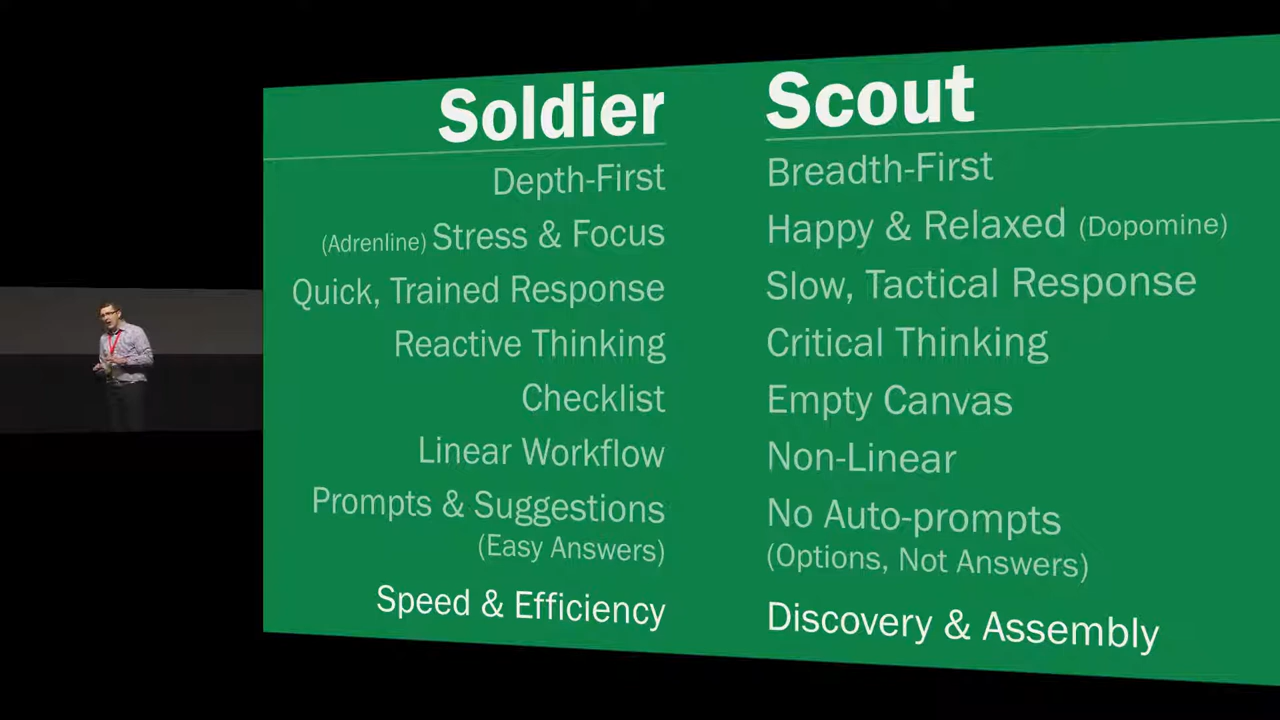 Soldier
Depth-First
(Adrenline) Stress & Focus
Quick, Trained Response
Reactive Thinking
Checklist
Linear Workflow
Prompts & Suggestions
(Easy Answers)
Speed & Efficiency
Scout
Breadth-First
Happy & Relaxed (Dopomine)
Slow, Tactical Response
Critical Thinking
Empty Canvas
Non-Linear
No Auto-prompts
(Options, Not Answers)
Discovery & Assembly